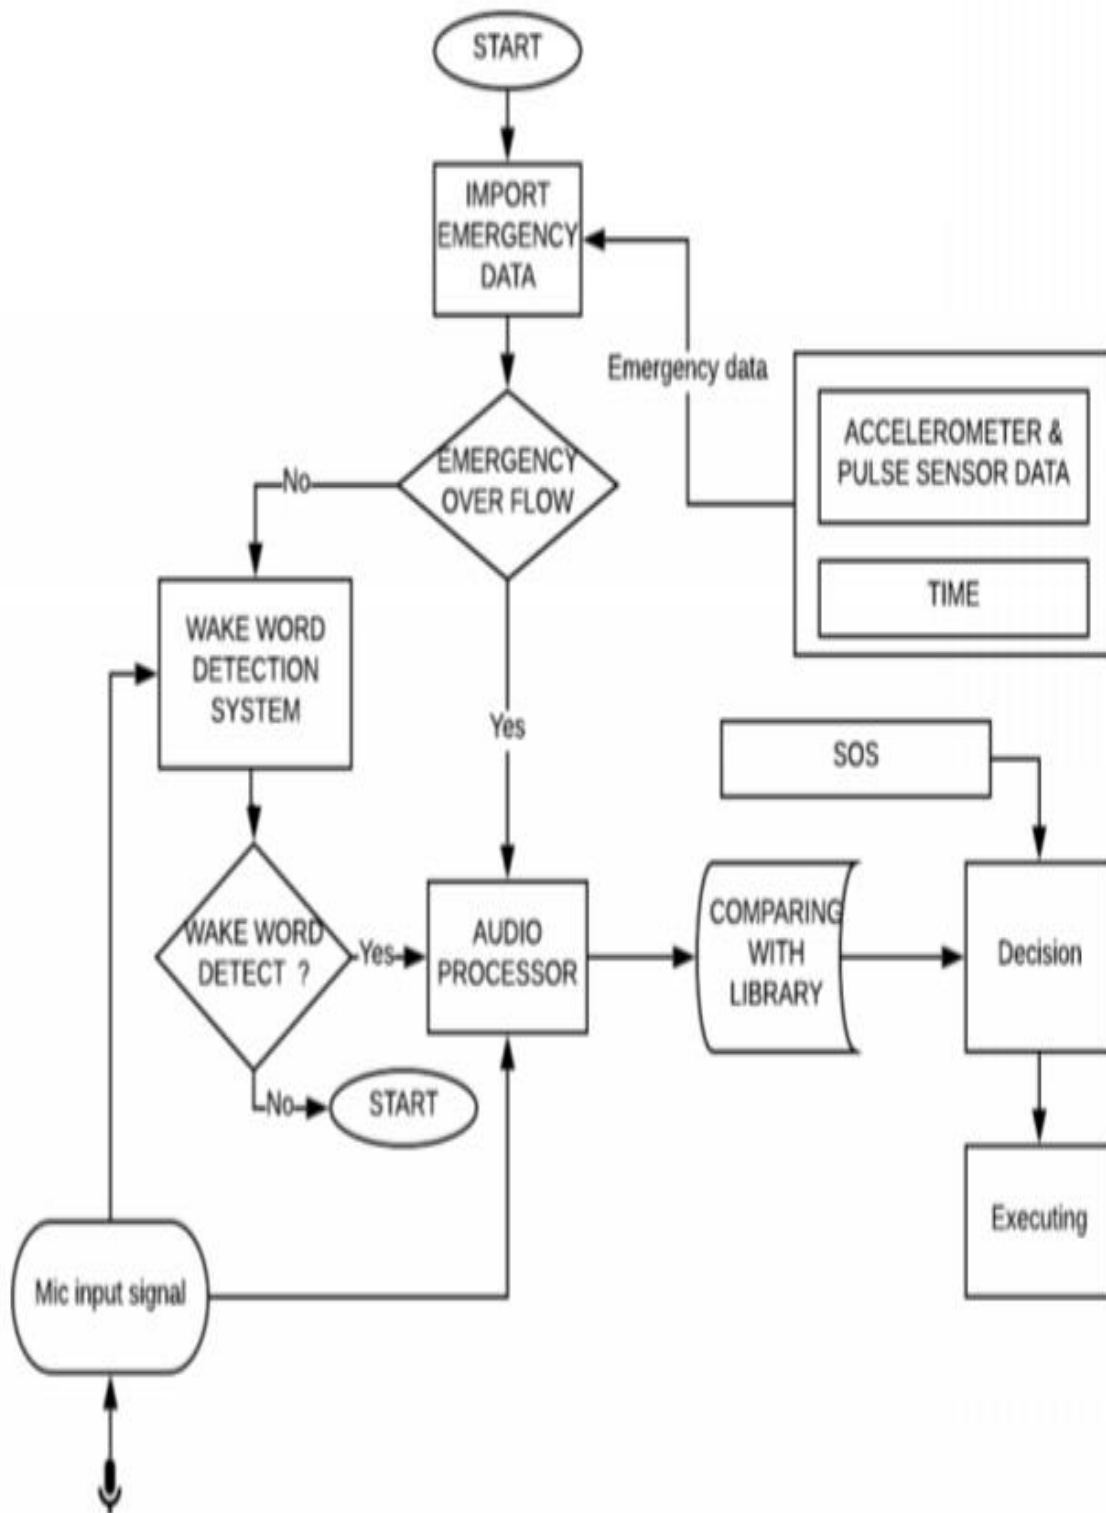 START
IMPORT
EMERGENCY
DATA
Emergency data
ACCELEROMETER &
PULSE SENSOR DATA
TIME
EMERGENCY
OVER FLOW
No
Yes
WAKE WORD
DETECTION
SYSTEM
SOS
WAKE WORD
DETECT ?
Yes
No
START
AUDIO
PROCESSOR
COMPARING
WITH
LIBRARY
Decision
Executing
Mic input signal